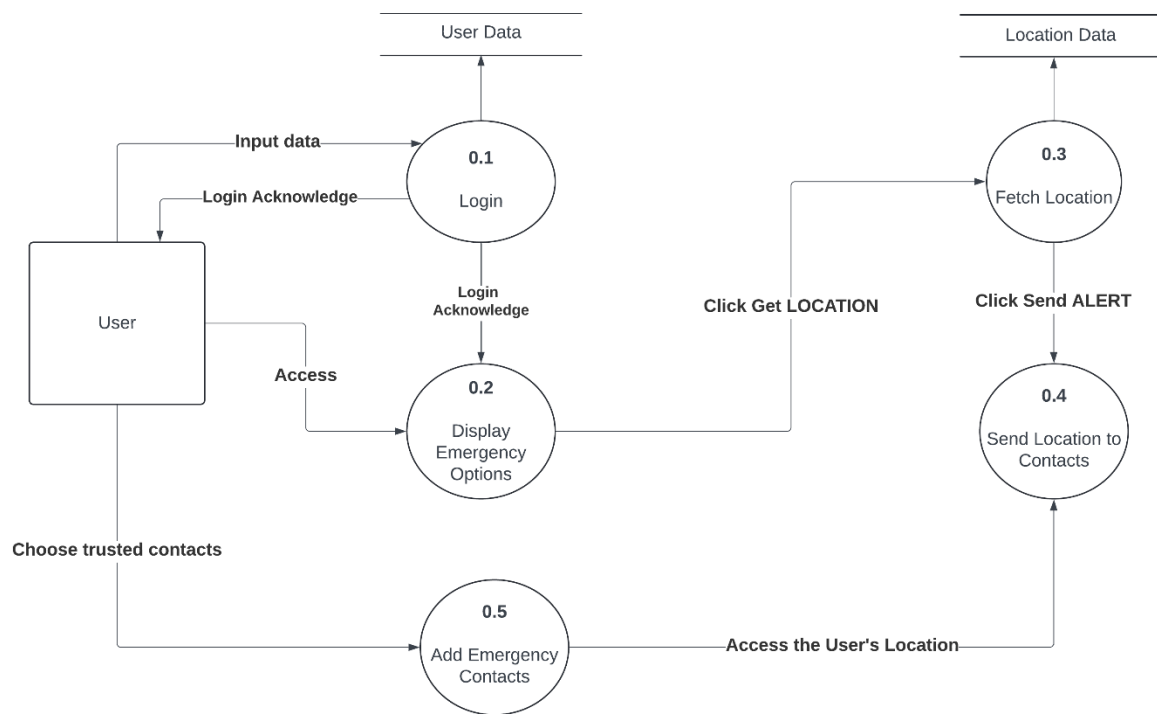 User Data
Location Data
Input data
0.1
Login
0.3
Fetch Location
Login Acknowledge
User
Login
Acknowledge
Click Get LOCATION
Click Send ALERT
Access
0.2
Display
Emergency
Options
0.4
Send Location to
Contacts
Choose trusted contacts
0.5
Add Emergency
Contacts
Access the User's Location